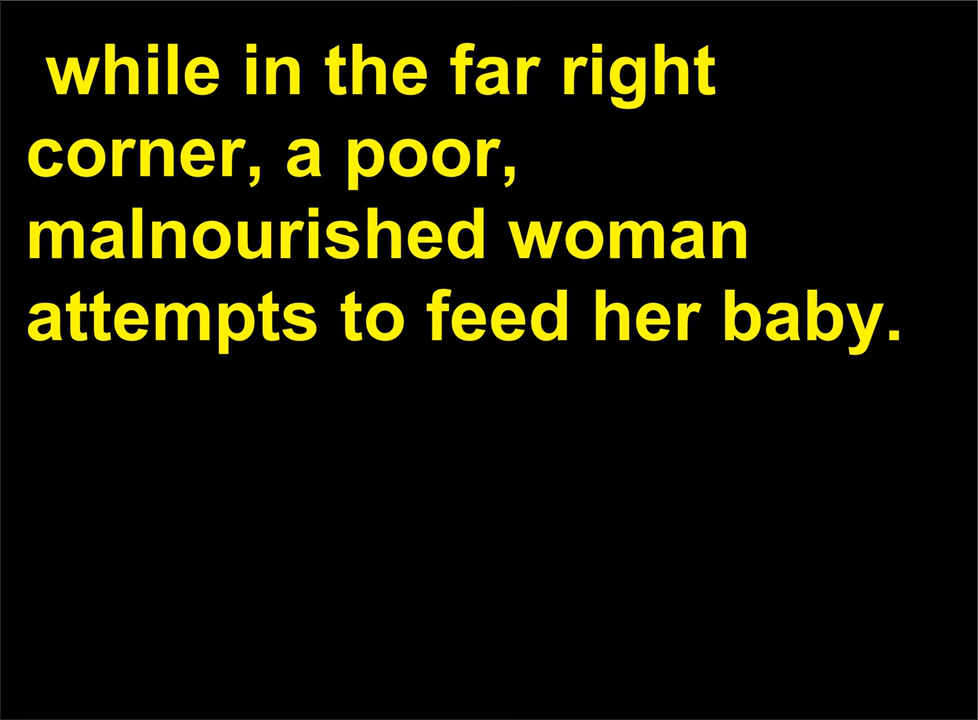 while in the far right
corner, a poor,
malnourished woman
attempts to feed her baby.